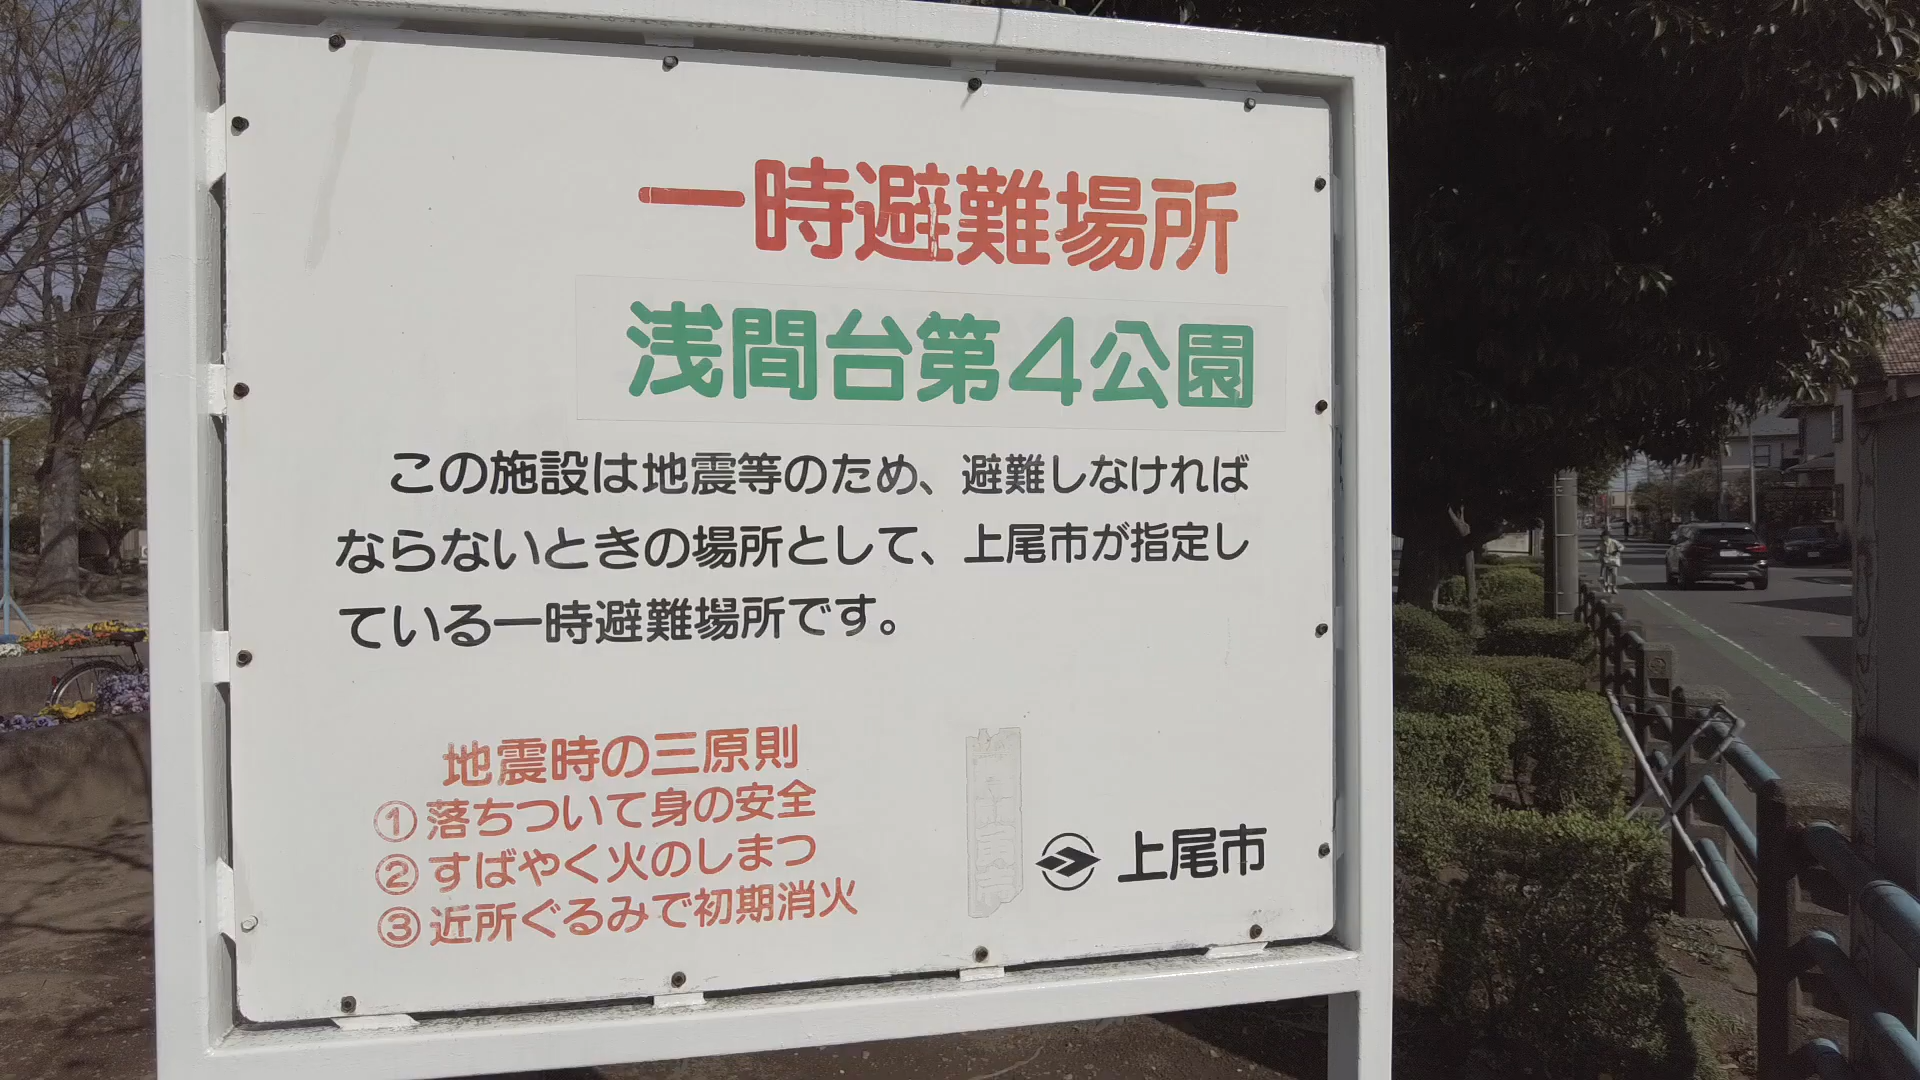 一時避難場所
浅間台第4公園
この施設は地震等のため、避難しなければ
ならないときの場所として、上尾市が指定し
ている一時避難場所です。
地震時の三原則
①落ちついて身の安全
②すばやく火のしまつ
③近所ぐるみで初期消火
上尾市